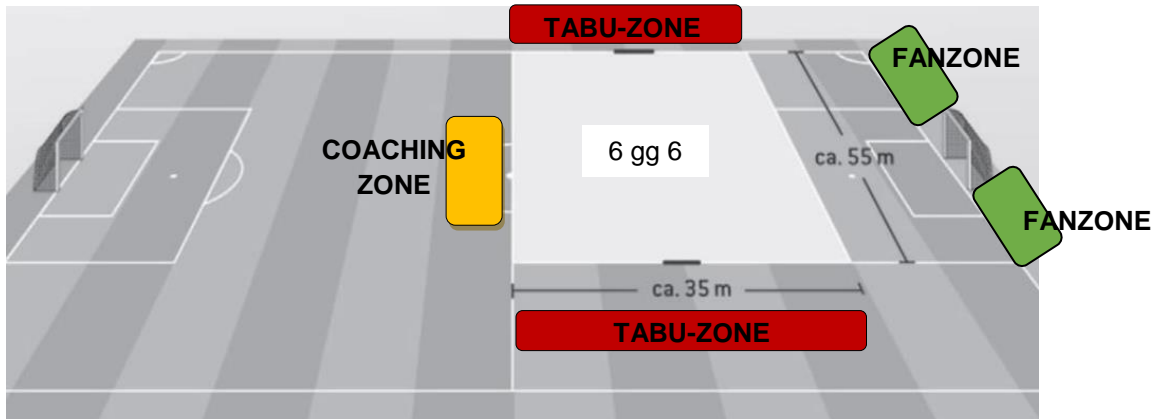 TABU-ZONE
FANZONE
COACHING
ZONE
6 gg 6
ca. 55 m
FANZONE
ca. 35 m
TABU-ZONE